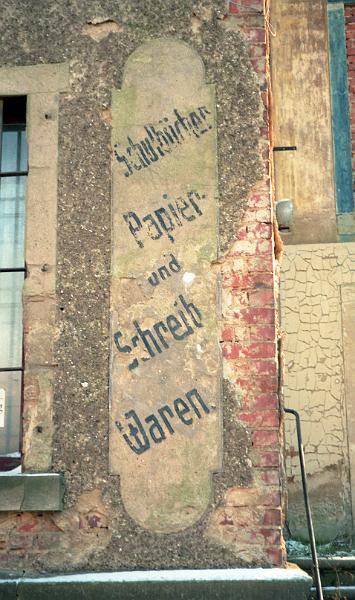 Schulbücher.
Papier-
und
Schreib
Waren.